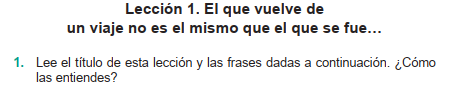 Lección 1. El que vuelve de
un viaje no es el mismo que el que se fue...
1. Lee el título de esta lección y las frases dadas a continuación. ¿Cómo
las entiendes?